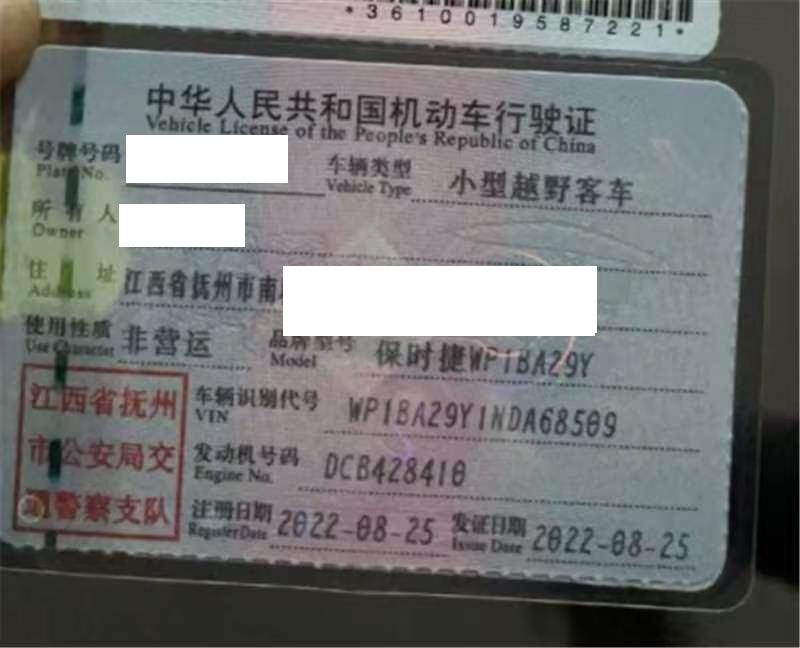 *3610019587221*
中华人民共和国机动车行驶证
Vehicle License of the People's Republic of China
号牌号码 车辆类型 小型越野客车
Plate No. Vehicle Type
所有人
Owner
住址 江西省抚州市南
Address
使用性质 非营运 品牌型号 保时捷WP1BA29Y
Use Character Model
江西省抚州 车辆识别代号 WP1BA29Y1NDA68509
VIN
市公安局交 发动机号码 DCB428410
Engine No.
通警察支队 注册日期 2022-08-25 发证日期 2022-08-25
Register Date Issue Date